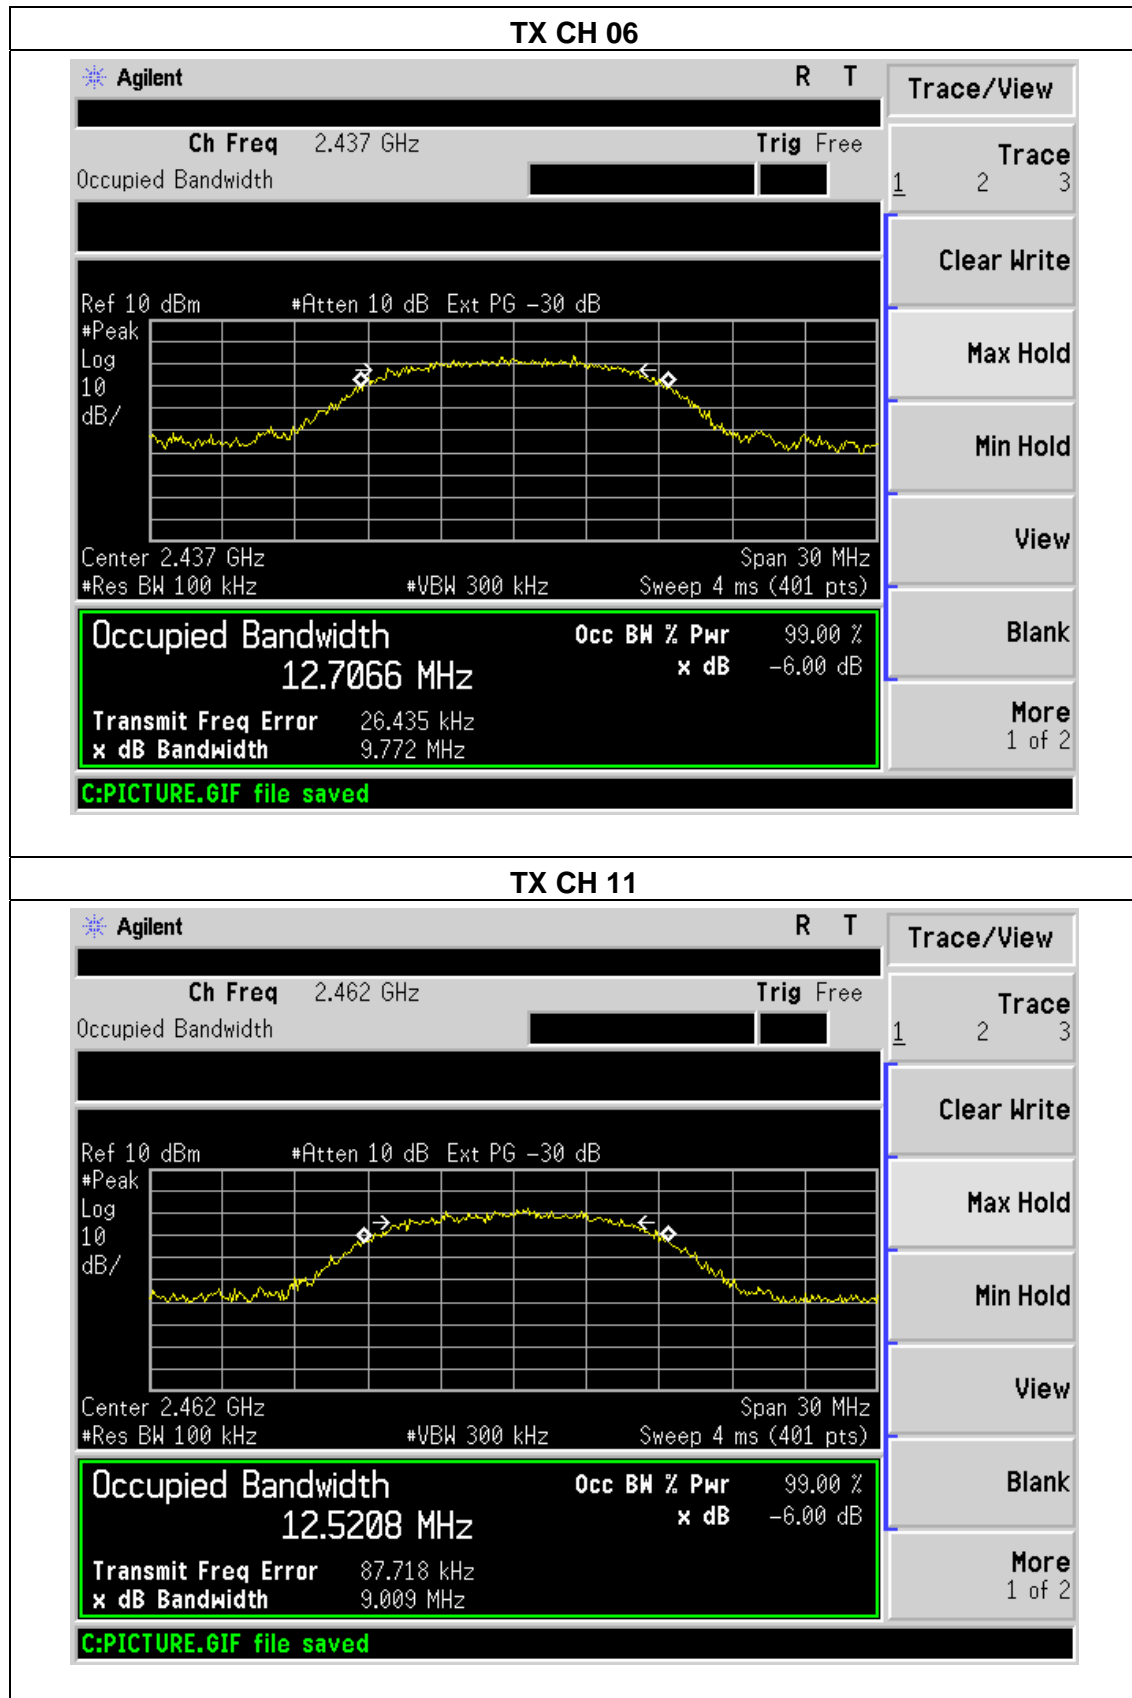 TX CH 06
Agilent R T
Trace/View
Ch Freq 2.437 GHz Trig Free
Occupied Bandwidth
Trace
1 2 3
Clear Write
Max Hold
Min Hold
View
Blank
More
1 of 2
Ref 10 dBm #Atten 10 dB Ext PG -30 dB
#Peak
Log
10
dB/
Center 2.437 GHz Span 30 MHz
#Res BW 100 kHz #VBW 300 kHz Sweep 4 ms (401 pts)
Occupied Bandwidth Occ BW % Pwr 99.00 %
12.7066 MHz x dB -6.00 dB
Transmit Freq Error 26.435 kHz
x dB Bandwidth 9.772 MHz
C:PICTURE.GIF file saved
TX CH 11
Agilent R T
Trace/View
Ch Freq 2.462 GHz Trig Free
Occupied Bandwidth
Trace
1 2 3
Clear Write
Max Hold
Min Hold
View
Blank
More
1 of 2
Ref 10 dBm #Atten 10 dB Ext PG -30 dB
#Peak
Log
10
dB/
Center 2.462 GHz Span 30 MHz
#Res BW 100 kHz #VBW 300 kHz Sweep 4 ms (401 pts)
Occupied Bandwidth Occ BW % Pwr 99.00 %
12.5208 MHz x dB -6.00 dB
Transmit Freq Error 87.718 kHz
x dB Bandwidth 9.009 MHz
C:PICTURE.GIF file saved